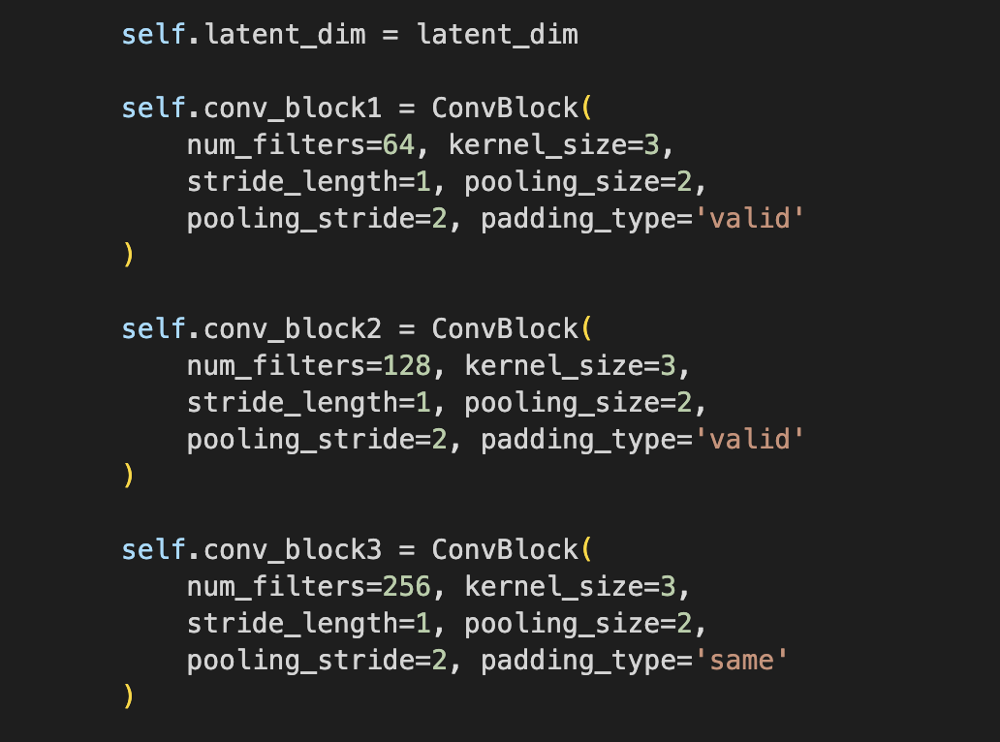 self.latent_dim = latent_dim
self.conv_block1 = ConvBlock(
num_filters=64, kernel_size=3,
stride_length=1, pooling_size=2,
pooling_stride=2, padding_type='valid'
)
self.conv_block2 = ConvBlock(
num_filters=128, kernel_size=3,
stride_length=1, pooling_size=2,
pooling_stride=2, padding_type='valid'
)
self.conv_block3 = ConvBlock(
num_filters=256, kernel_size=3,
stride_length=1, pooling_size=2,
pooling_stride=2, padding_type='same'
)